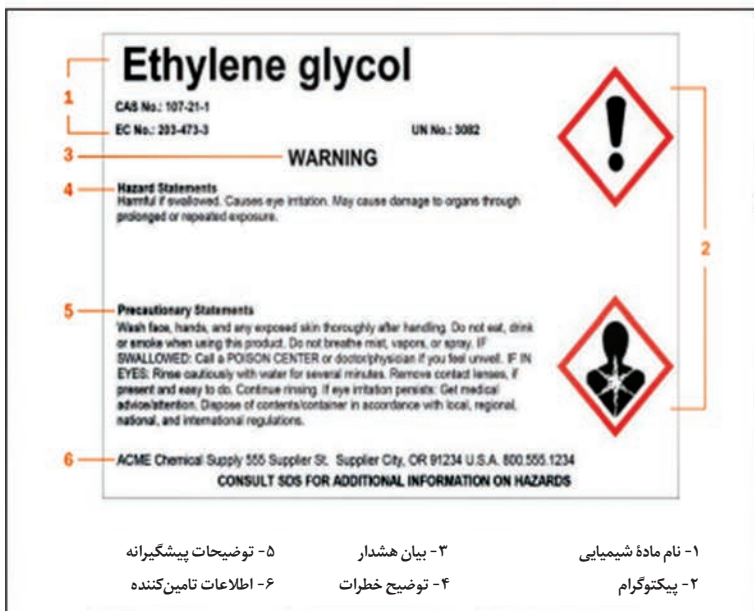 Ethylene glycol
1
CAS No.: 107-21-1
EC No.: 203-473-3 UN No.: 3082
3 WARNING
4 Hazard Statements
Harmful if swallowed. Causes eye irritation. May cause damage to organs through
prolonged or repeated exposure.
2
5 Precautionary Statements
Wash face, hands, and any exposed skin thoroughly after handling. Do not eat, drink
or smoke when using this product. Do not breathe mist, vapors, or spray. IF
SWALLOWED: Call a POISON CENTER or doctor/physician if you feel unwell. IF IN
EYES: Rinse cautiously with water for several minutes. Remove contact lenses, if
present and easy to do. Continue rinsing. If eye irritation persists: Get medical
advice/attention. Dispose of contents/container in accordance with local, regional,
national, and international regulations.
6 ACME Chemical Supply 555 Supplier St. Supplier City, OR 91234 U.S.A. 800.555.1234
CONSULT SDS FOR ADDITIONAL INFORMATION ON HAZARDS
۱- نام مادهٔ شیمیایی ۳- بیان هشدار ۵- توضیحات پیشگیرانه
۲- پیکتوگرام ۴- توضیح خطرات ۶- اطلاعات تامین‌کننده